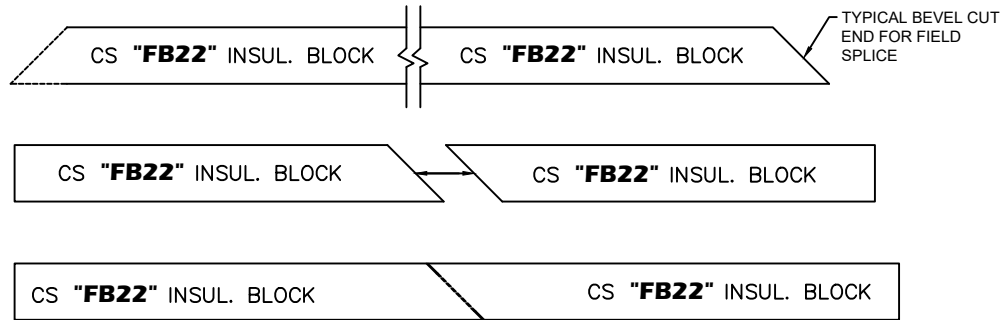 TYPICAL BEVEL CUT
END FOR FIELD
SPLICE
CS "FB22" INSUL. BLOCK
CS "FB22" INSUL. BLOCK
CS "FB22" INSUL. BLOCK
CS "FB22" INSUL. BLOCK
CS "FB22" INSUL. BLOCK
CS "FB22" INSUL. BLOCK